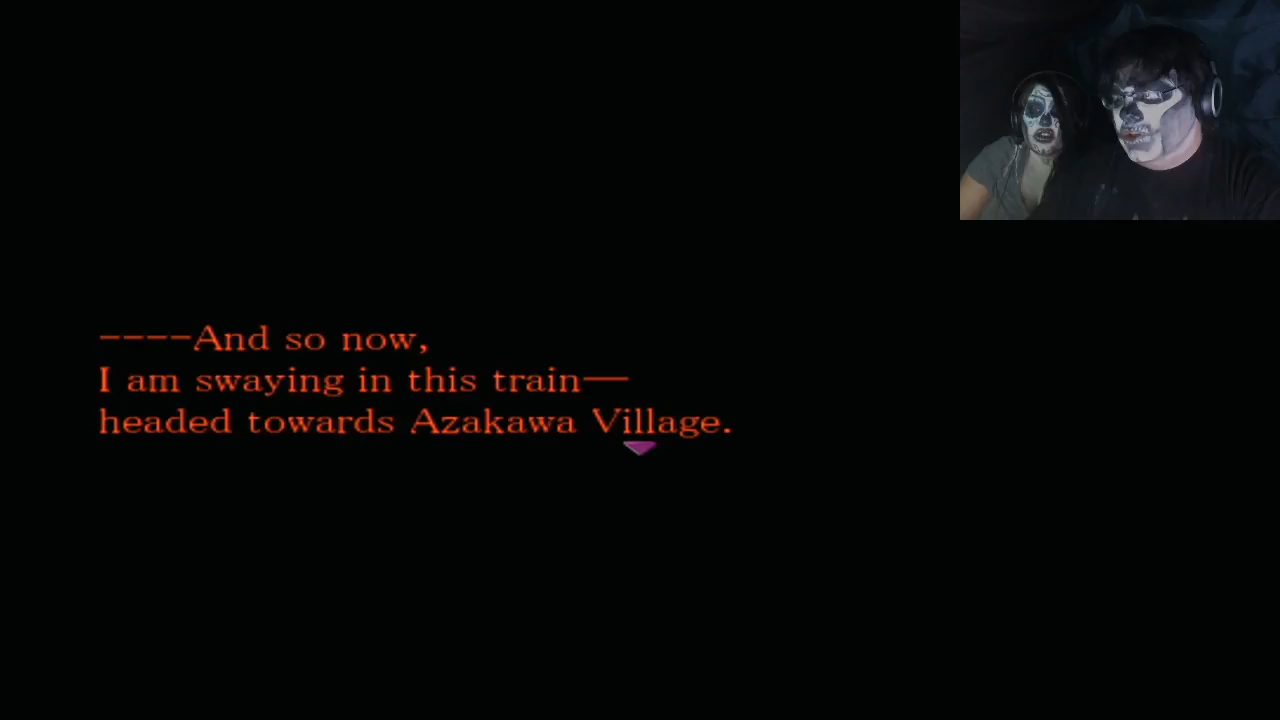 ----And so now,
I am swaying in this train—
headed towards Azakawa Village.